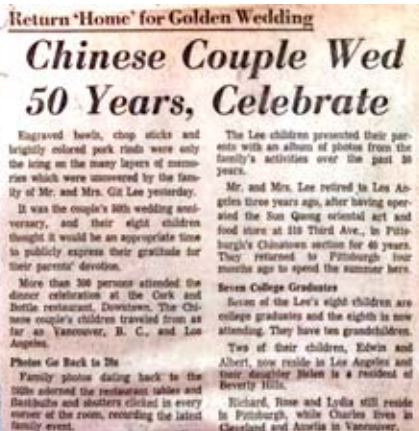 Return 'Home' for Golden Wedding
Chinese Couple Wed
50 Years, Celebrate
Engraved bowls, chop sticks and
brightly colored pork rinds were only
the icing on the many layers of memo-
ries which were uncovered by the fam-
ily of Mr. and Mrs. Git Lee yesterday.
It was the couple's 50th wedding anni-
versary, and their eight children
thought it would be an appropriate time
to publicly express their gratitude for
their parents' devotion.
More than 300 persons attended the
dinner celebration at the Cork and
Bottle restaurant, Downtown. The Chi-
nese couple's children traveled from as
far as Vancouver, B. C., and Los
Angeles.
Photos Go Back to 20s
Family photos dating back to the
1920s adorned the restaurant tables and
flashbulbs and shutters clicked in every
corner of the room, recording the latest
family event.
The Lee children presented their par-
ents with an album of photos from the
family's activities over the past 50
years.
Mr. and Mrs. Lee retired to Los An-
geles three years ago, after having oper-
ated the Sun Quong oriental art and
food store at Third Ave., in Pitts-
burgh's Chinatown section for 40 years.
They returned to Pittsburgh four
months ago to spend the summer here.
Seven College Graduates
Seven of the Lee's eight children are
college graduates and the eighth is now
attending. They have ten grandchildren.
Two of their children, Edwin and
Albert, now reside in Los Angeles and
their daughter Helen is a resident of
Beverly Hills.
Richard, Rose and Lydia still reside
in Pittsburgh, while Charles lives in
Cleveland and Anorta in Vancouver.